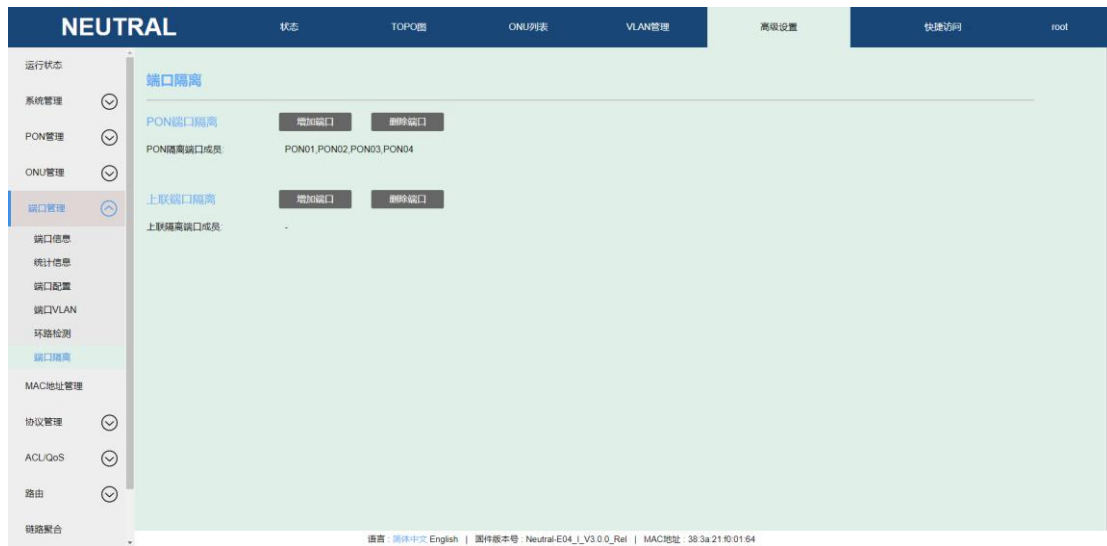 NEUTRAL 状态 TOPO图 ONU列表 VLAN管理 高级设置 快捷访问 root
运行状态
系统管理
PON管理
ONU管理
端口管理
端口信息
统计信息
端口配置
端口VLAN
环路检测
端口隔离
MAC地址管理
协议管理
ACL/QoS
路由
链路聚合
端口隔离
PON端口隔离 增加端口 删除端口
PON隔离端口成员: PON01,PON02,PON03,PON04
上联端口隔离 增加端口 删除端口
上联隔离端口成员: -
语言 : 简体中文 English | 固件版本号 : Neutral-E04_I_V3.0.0_Rel | MAC地址 : 38:3a:21:f0:01:64